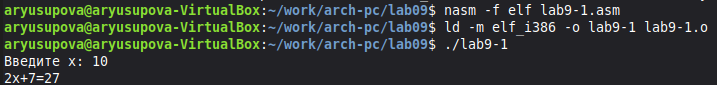 aryusupova@aryusupova-VirtualBox:~/work/arch-pc/lab09$ nasm -f elf lab9-1.asm
aryusupova@aryusupova-VirtualBox:~/work/arch-pc/lab09$ ld -m elf_i386 -o lab9-1 lab9-1.o
aryusupova@aryusupova-VirtualBox:~/work/arch-pc/lab09$ ./lab9-1
Введите x: 10
2x+7=27